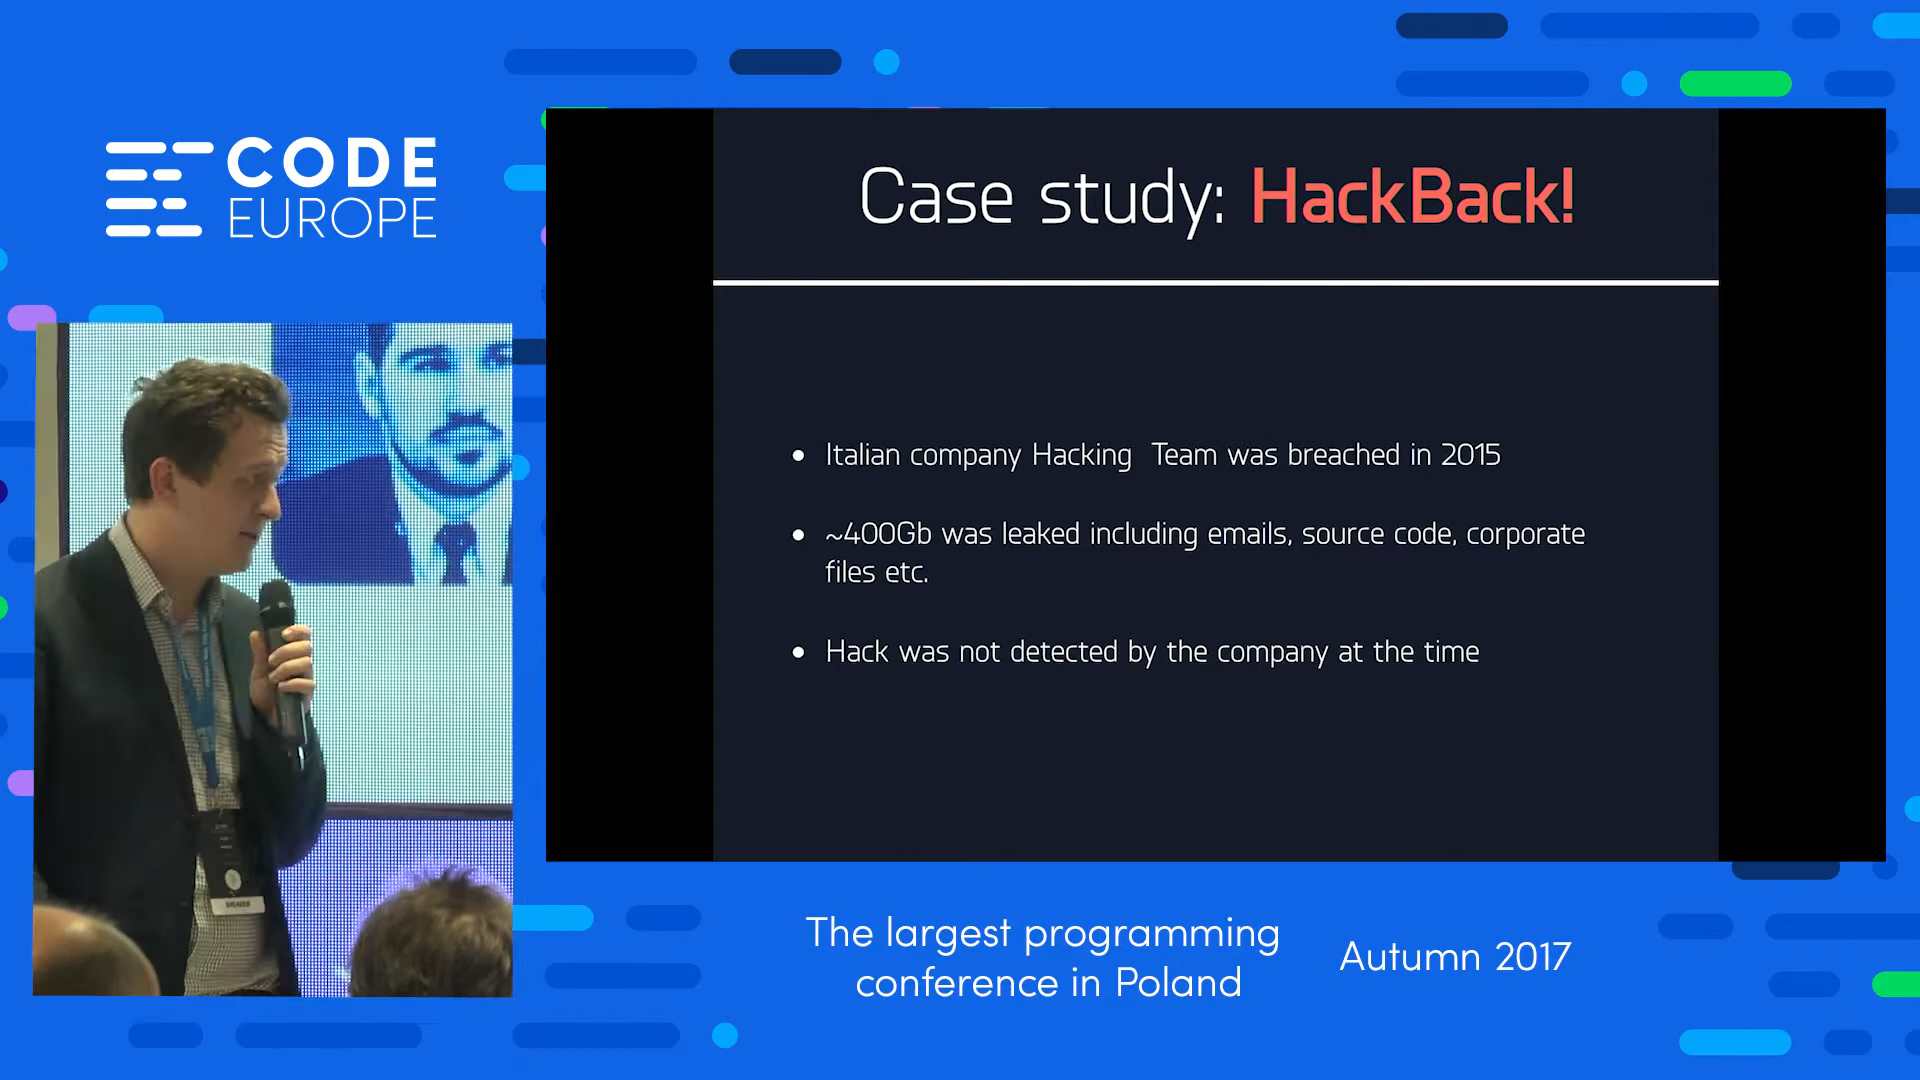 CODE
EUROPE
Case study: HackBack!
• Italian company Hacking  Team was breached in 2015
• ~400Gb was leaked including emails, source code, corporate
files etc.
• Hack was not detected by the company at the time
SPEAKER
The largest programming
conference in Poland
Autumn 2017